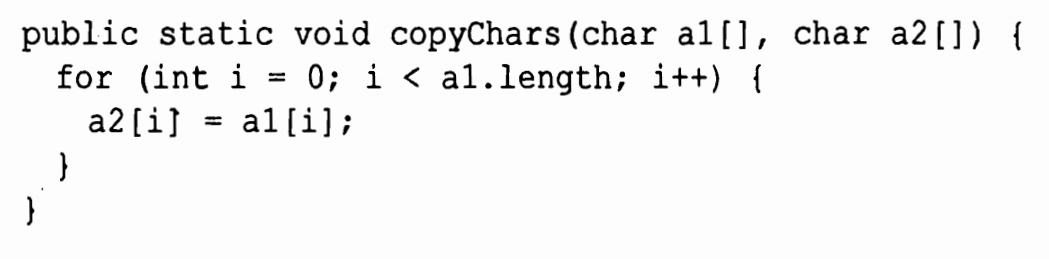 public static void copyChars(char a1[], char a2[]) {
for (int i = 0; i < a1.length; i++) {
a2[i] = a1[i];
}
}